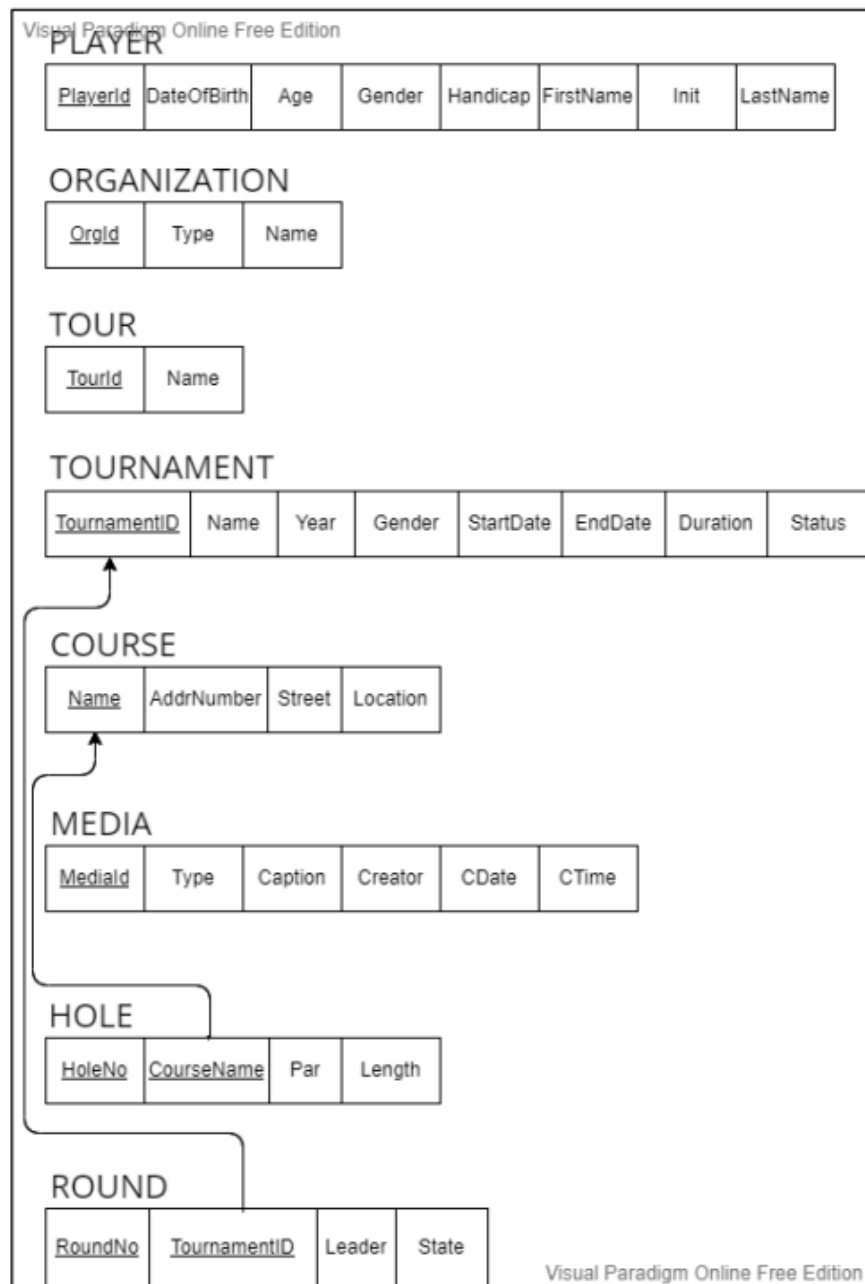 Visual Paradigm Online Free Edition
PLAYER
PlayerId DateOfBirth Age Gender Handicap FirstName Init LastName
ORGANIZATION
OrgId Type Name
TOUR
TourId Name
TOURNAMENT
TournamentID Name Year Gender StartDate EndDate Duration Status
COURSE
Name AddrNumber Street Location
MEDIA
MediaId Type Caption Creator CDate CTime
HOLE
HoleNo CourseName Par Length
ROUND
RoundNo TournamentID Leader State
Visual Paradigm Online Free Edition